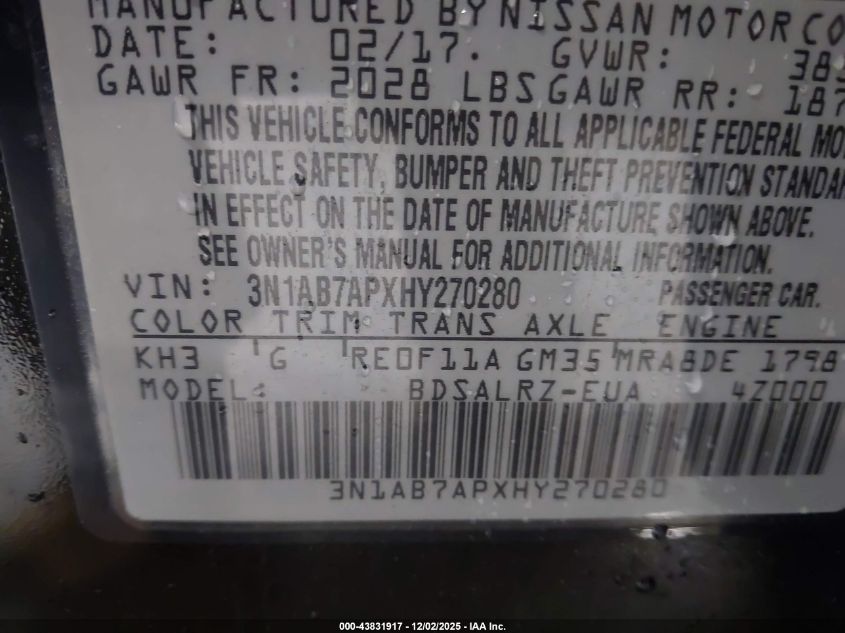 MANUFACTURED BY NISSAN MOTOR CO
DATE: 02/17. GVWR: 383
GAWR FR: 2028 LBS GAWR RR: 187
THIS VEHICLE CONFORMS TO ALL APPLICABLE FEDERAL MO
VEHICLE SAFETY, BUMPER AND THEFT PREVENTION STANDAR
IN EFFECT ON THE DATE OF MANUFACTURE SHOWN ABOVE.
SEE OWNER'S MANUAL FOR ADDITIONAL INFORMATION.
VIN: 3N1AB7APXHY270280 PASSENGER CAR.
COLOR TRIM TRANS AXLE ENGINE
KH3 G RE0F11A GM35 MRA8DE 1798
MODEL: BDSALRZ-EUA 4Z000
3N1AB7APXHY270280
000-43831917 - 12/02/2025 - IAA Inc.